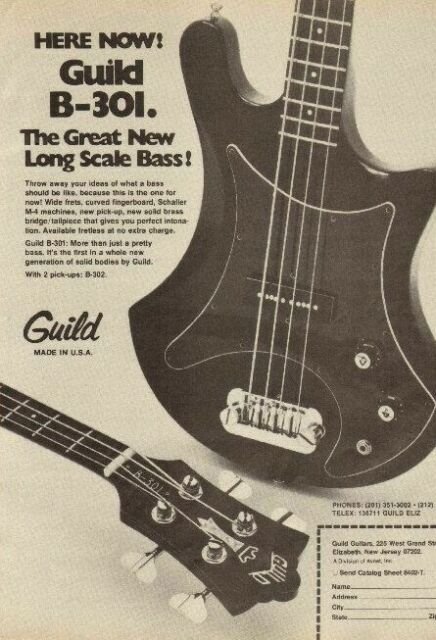 HERE NOW!
Guild
B-301.
The Great New
Long Scale Bass!
Throw away your ideas of what a bass
should be like, because this is the one for
now! Wide frets, curved fingerboard, Schaller
M-4 machines, new pick-up, new solid brass
bridge/tailpiece that gives you perfect intona-
tion. Available fretless at no extra charge.
Guild B-301: More than just a pretty
bass. It's the first in a whole new
generation of solid bodies by Guild.
With 2 pick-ups: B-302.
Guild
MADE IN U.S.A.
B-301
Guild
PHONES: (201) 351-3002 • (212)
TELEX: 138711 GUILD ELIZ
Guild Guitars, 225 West Grand St
Elizabeth, New Jersey 07202.
A Division of Avnet, Inc.
Send Catalog Sheet
Name
Address
City
State Zi